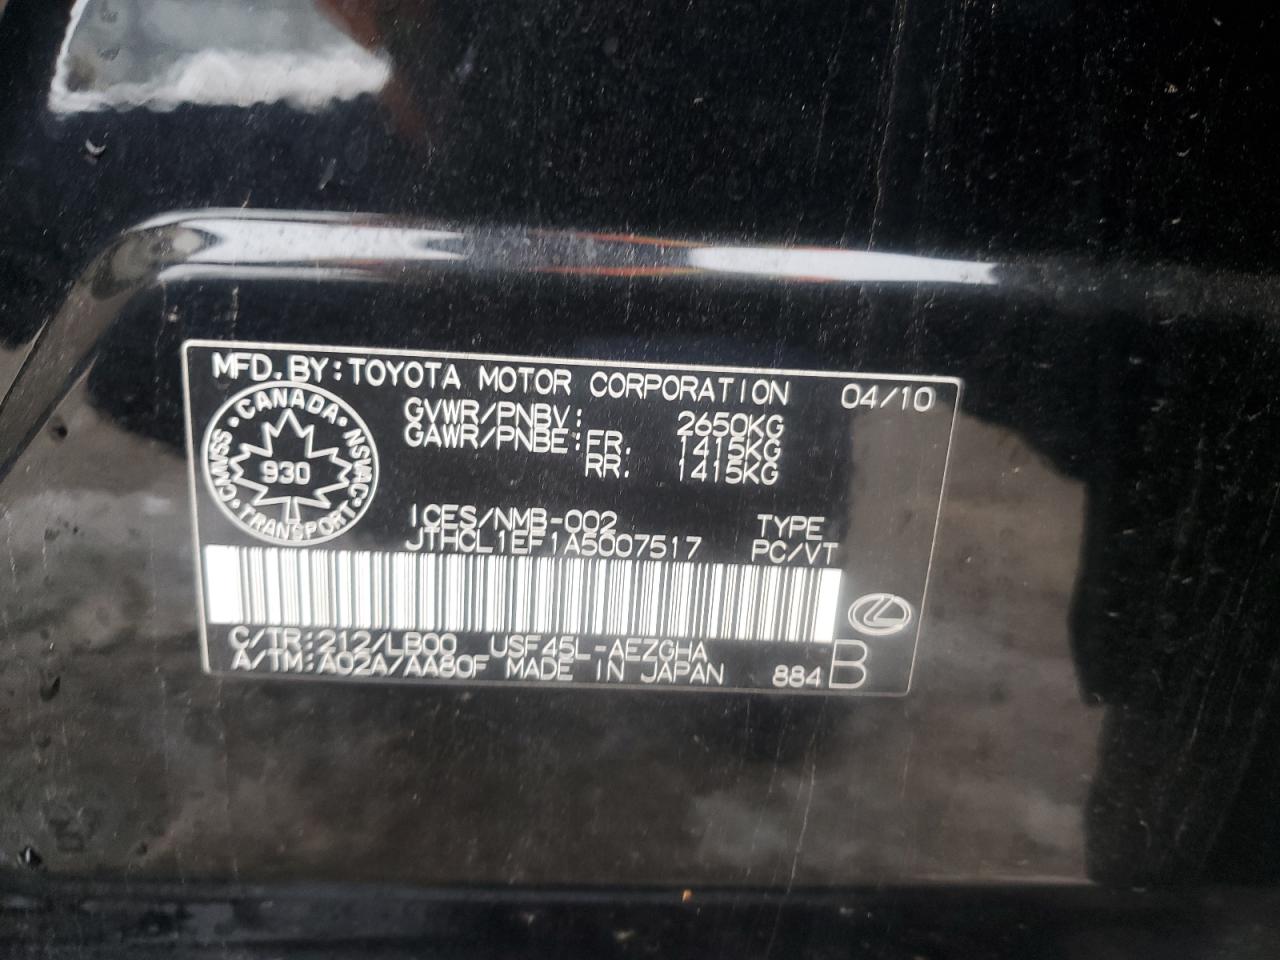 MFD. BY: TOYOTA MOTOR CORPORATION 04/10
GVWR/PNBV: 2650KG
GAWR/PNBE: FR. 1415KG
RR. 1415KG
CANADA · NSVAC · TRANSPORT · CMVSS ·
930
ICES/NMB-002 TYPE
JTHCL1EF1A5007517 PC/VT
C/TR: 212/LB00 USF45L-AEZGHA
A/TM: A02A/AA80F MADE IN JAPAN 884 B